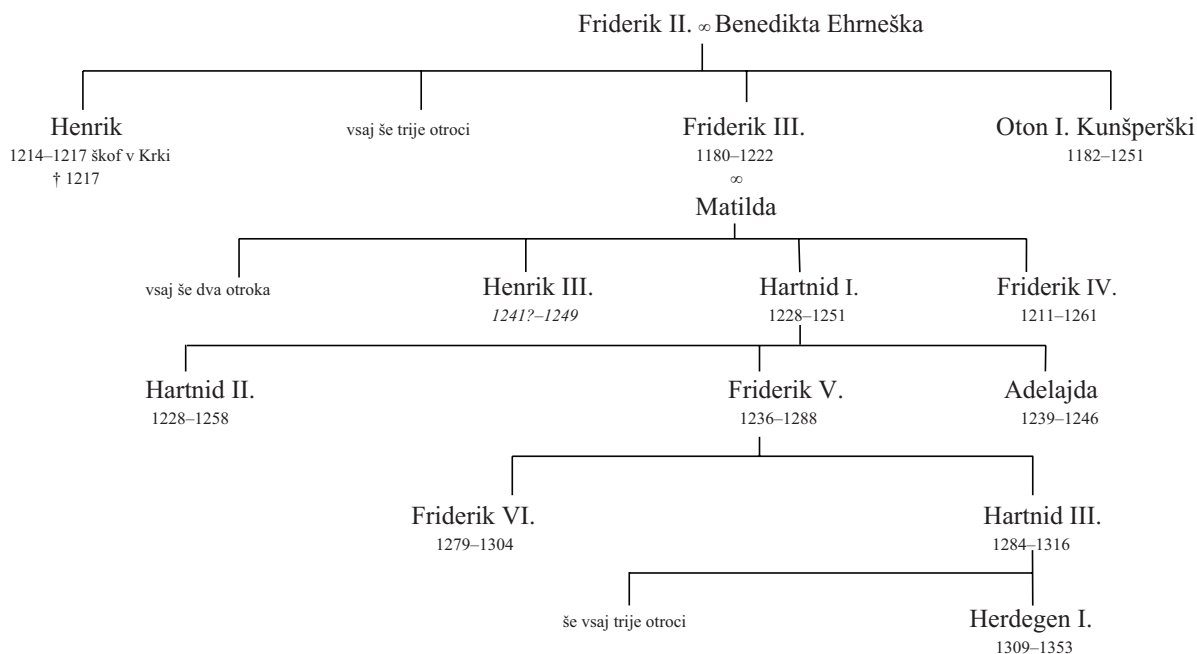 Friderik II. ∞ Benedikta Ehrneška
Henrik
1214–1217 škof v Krki
† 1217
vsaj še trije otroci
Friderik III.
1180–1222
∞
Matilda
Oton I. Kunšperški
1182–1251
vsaj še dva otroka
Henrik III.
1241?–1249
Hartnid I.
1228–1251
Friderik IV.
1211–1261
Hartnid II.
1228–1258
Friderik V.
1236–1288
Adelajda
1239–1246
Friderik VI.
1279–1304
Hartnid III.
1284–1316
še vsaj trije otroci
Herdegen I.
1309–1353